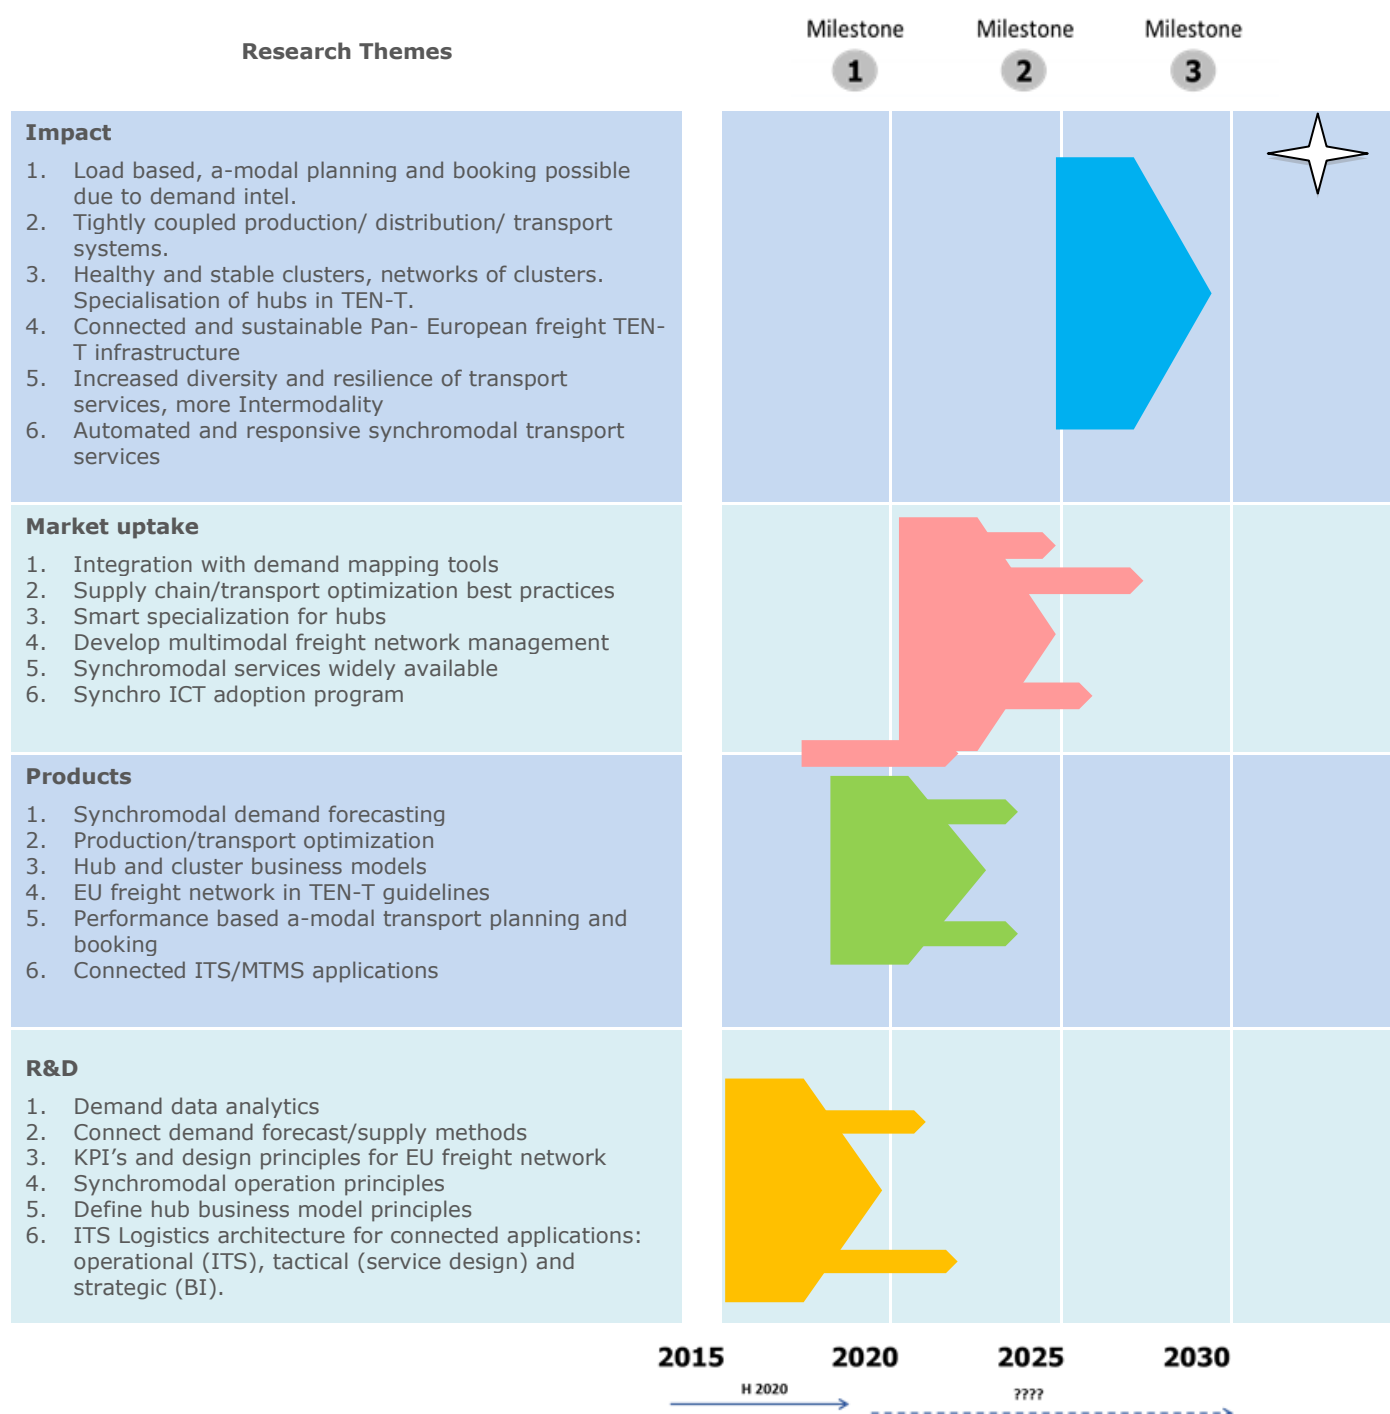 Research Themes
Milestone Milestone Milestone
1 2 3
Impact
1. Load based, a-modal planning and booking possible
due to demand intel.
2. Tightly coupled production/ distribution/ transport
systems.
3. Healthy and stable clusters, networks of clusters.
Specialisation of hubs in TEN-T.
4. Connected and sustainable Pan- European freight TEN-
T infrastructure
5. Increased diversity and resilience of transport
services, more Intermodality
6. Automated and responsive synchromodal transport
services
Market uptake
1. Integration with demand mapping tools
2. Supply chain/transport optimization best practices
3. Smart specialization for hubs
4. Develop multimodal freight network management
5. Synchromodal services widely available
6. Synchro ICT adoption program
Products
1. Synchromodal demand forecasting
2. Production/transport optimization
3. Hub and cluster business models
4. EU freight network in TEN-T guidelines
5. Performance based a-modal transport planning and
booking
6. Connected ITS/MTMS applications
R&D
1. Demand data analytics
2. Connect demand forecast/supply methods
3. KPI’s and design principles for EU freight network
4. Synchromodal operation principles
5. Define hub business model principles
6. ITS Logistics architecture for connected applications:
operational (ITS), tactical (service design) and
strategic (BI).
2015 2020 2025 2030
H 2020 ????